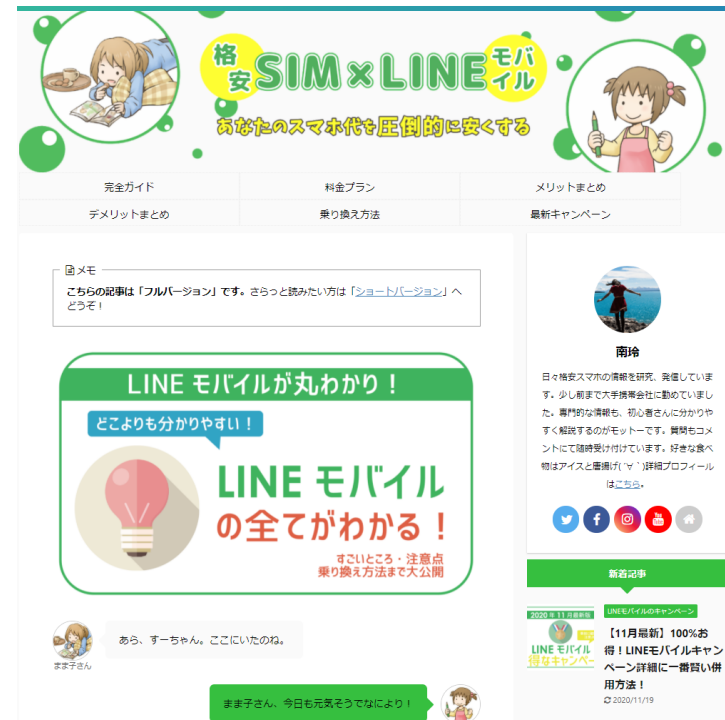 格安SIM×LINEモバイル
あなたのスマホ代を圧倒的に安くする
完全ガイド
料金プラン
メリットまとめ
デメリットまとめ
乗り換え方法
最新キャンペーン
メモ
こちらの記事は「フルバージョン」です。さらっと読みたい方は「ショートバージョン」へ
どうぞ！
LINE モバイルが丸わかり！
どこよりも分かりやすい！
LINE モバイル
の全てがわかる！
すごいところ・注意点
乗り換え方法まで大公開
あら、すーちゃん。ここにいたのね。
まま子さん
まま子さん、今日も元気そうでなにより！
南玲
日々格安スマホの情報を研究、発信していま
す。少し前まで大手携帯会社に勤めていまし
た。専門的な情報も、初心者さんに分かりや
すく解説するのがモットーです。質問もコメ
ントにて随時受け付けています。好きな食べ
物はアイスと唐揚げ(´∀｀)詳細プロフィール
はこちら。
You
Tube
新着記事
2020 年 11 月最新版
LINE モバイル
得なキャンペー
LINEモバイルのキャンペーン
【11月最新】100%お
得！LINEモバイルキャン
ペーン詳細に一番賢い併
用方法！
2020/11/19